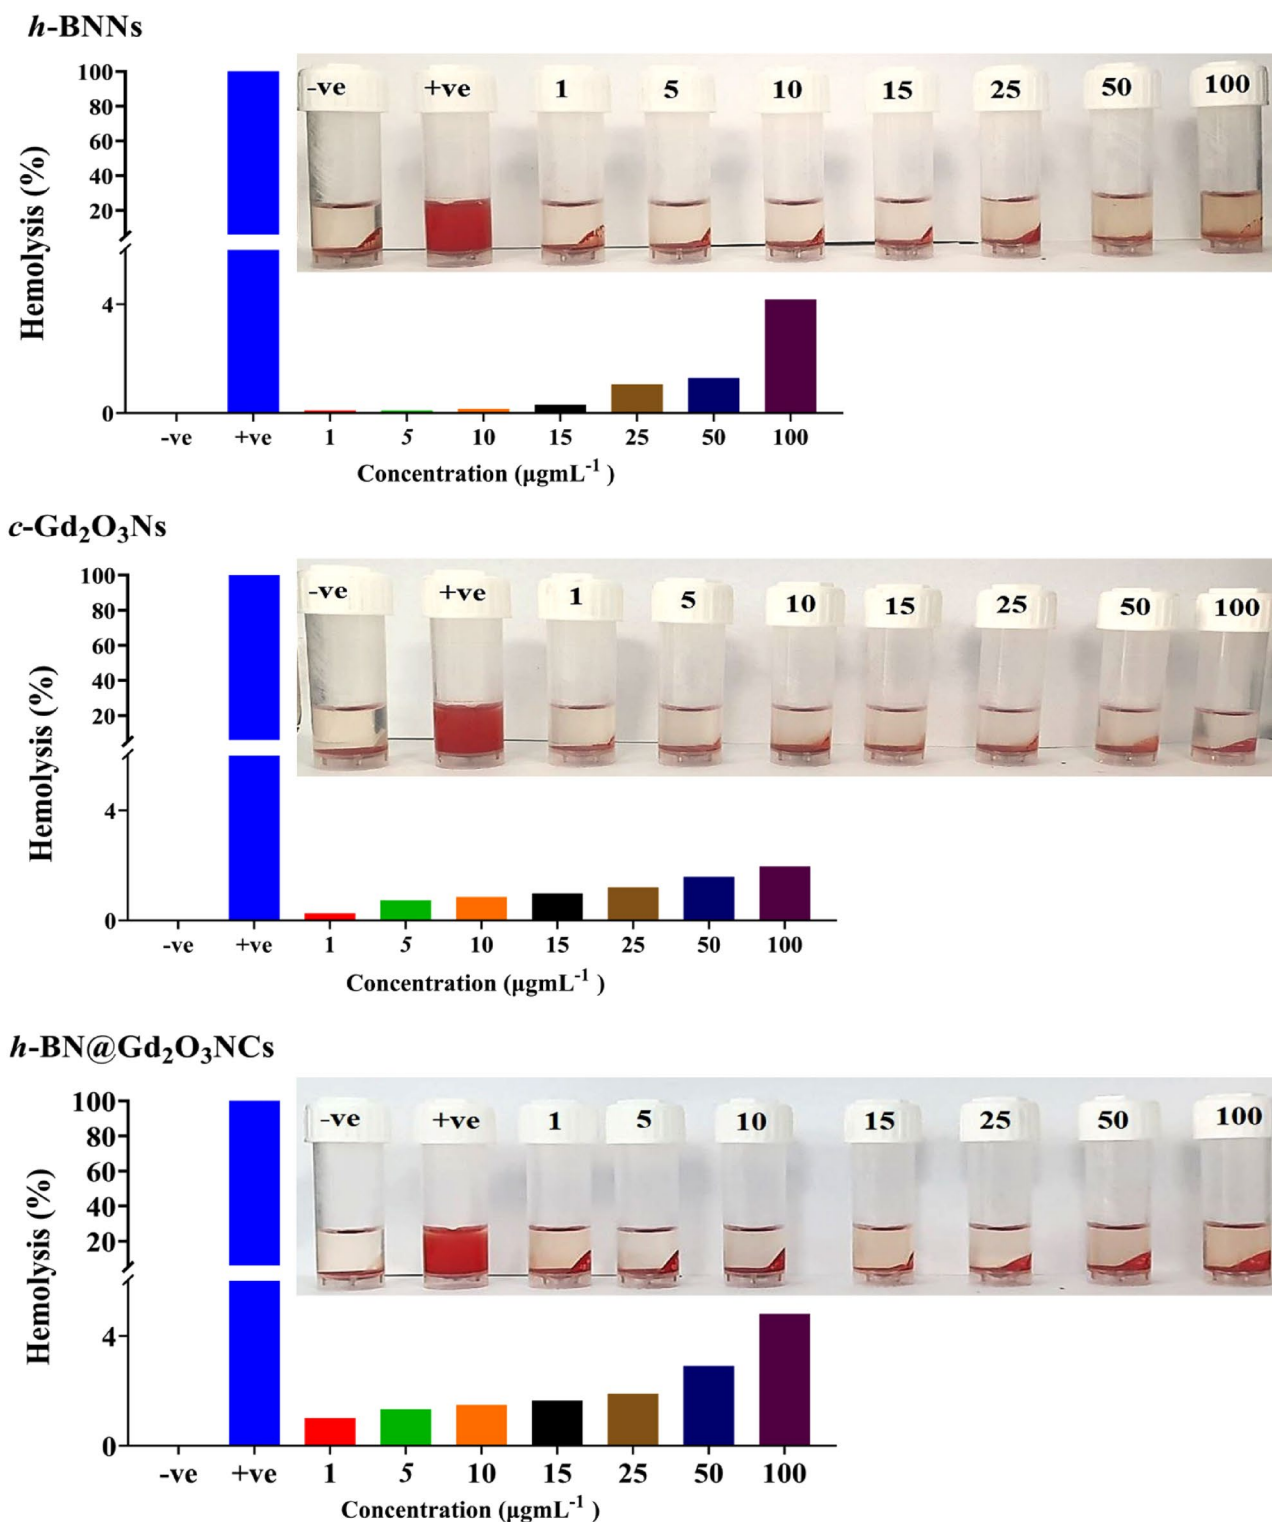 h-BNNs
100
80
60
40
20
4
0
Hemolysis (%)
-ve +ve 1 5 10 15 25 50 100
-ve +ve 1 5 10 15 25 50 100
Concentration (µgmL⁻¹ )
c-Gd₂O₃Ns
100
80
60
40
20
4
0
Hemolysis (%)
-ve +ve 1 5 10 15 25 50 100
-ve +ve 1 5 10 15 25 50 100
Concentration (µgmL⁻¹ )
h-BN@Gd₂O₃NCs
100
80
60
40
20
4
0
Hemolysis (%)
-ve +ve 1 5 10 15 25 50 100
-ve +ve 1 5 10 15 25 50 100
Concentration (µgmL⁻¹ )